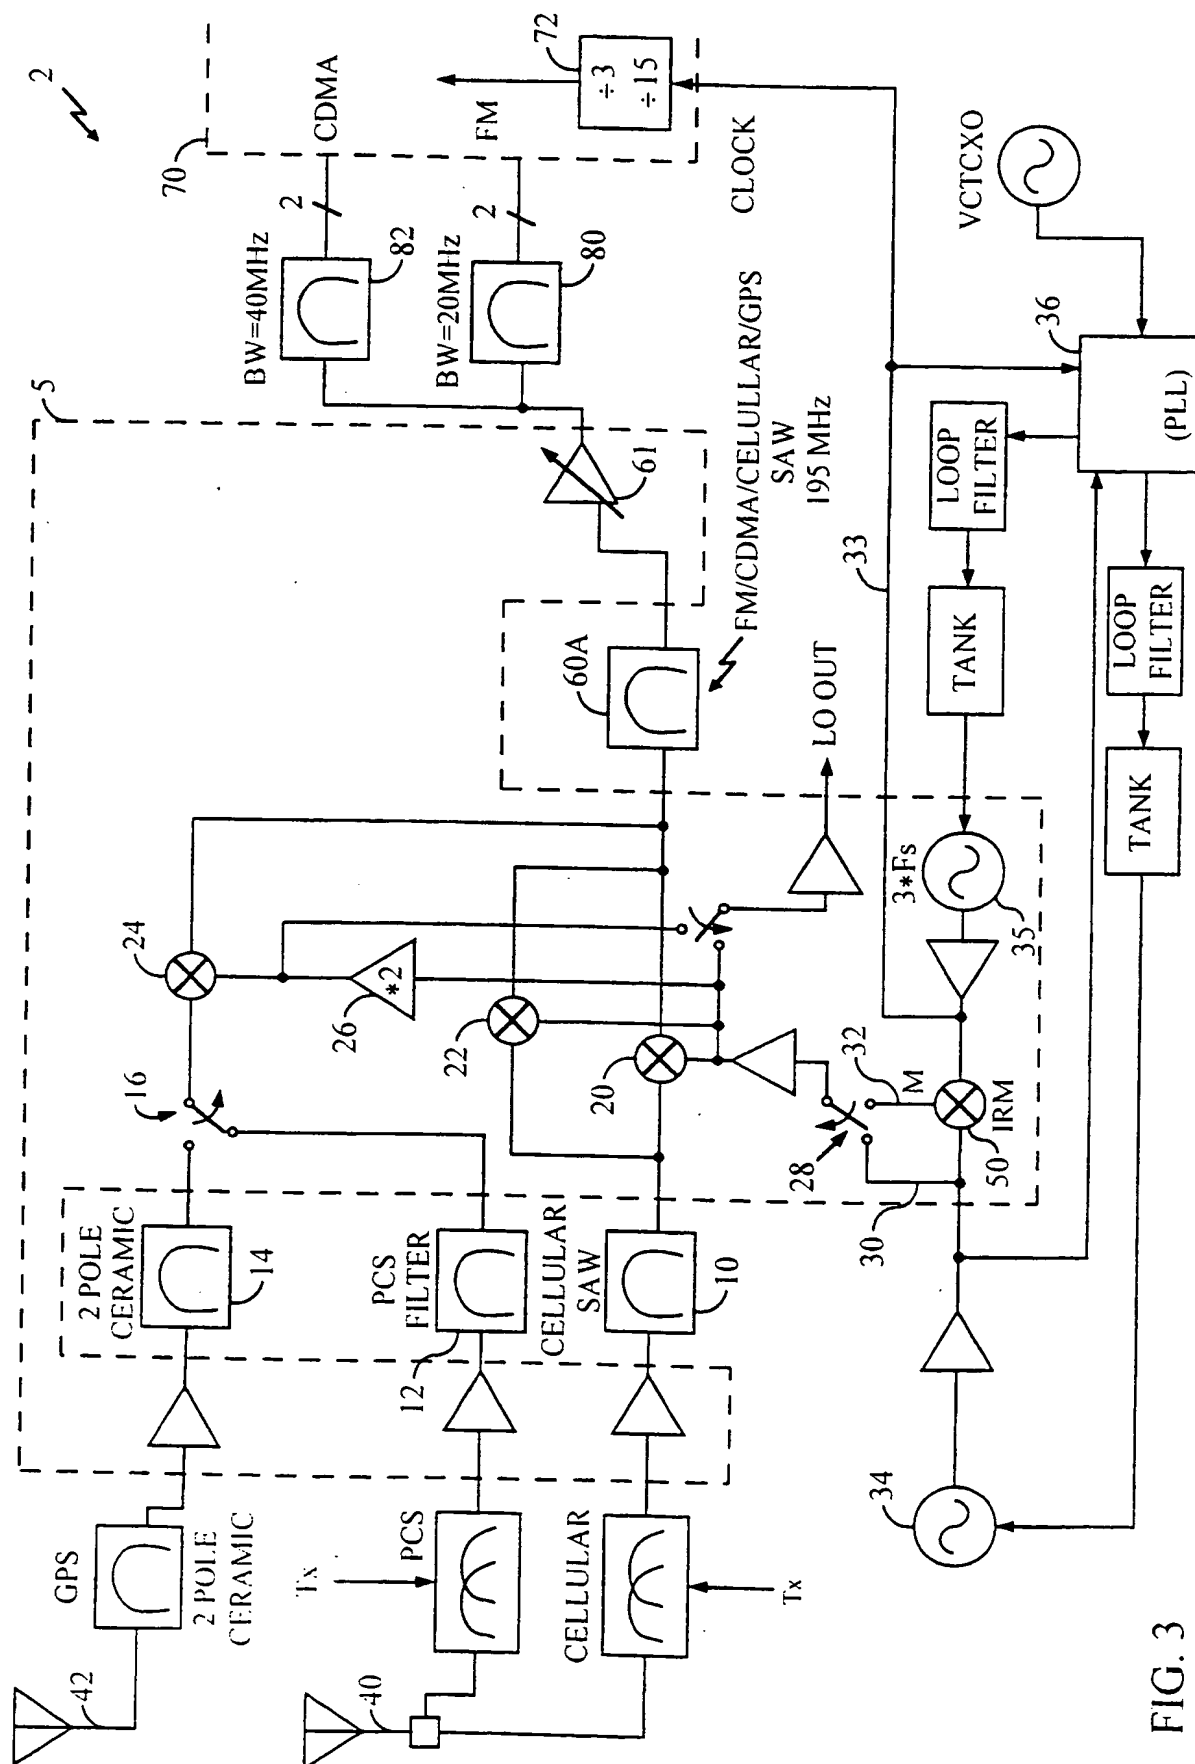 2
5
70
BW=40MHz
82
2
CDMA
BW=20MHz
80
2
FM
72
÷3
÷15
CLOCK
61
60A
FM/CDMA/CELULLAR/GPS
SAW
195 MHz
24
26
*2
22
20
16
LO OUT
28
30
32
M
50
IRM
33
35
3*Fs
TANK
LOOP
FILTER
36
(PLL)
VCTCXO
LOOP
FILTER
TANK
34
2 POLE
CERAMIC
14
PCS
FILTER
12
CELLULAR
SAW
10
GPS
2 POLE
CERAMIC
42
Tx
PCS
40
CELLULAR
Tx
FIG. 3